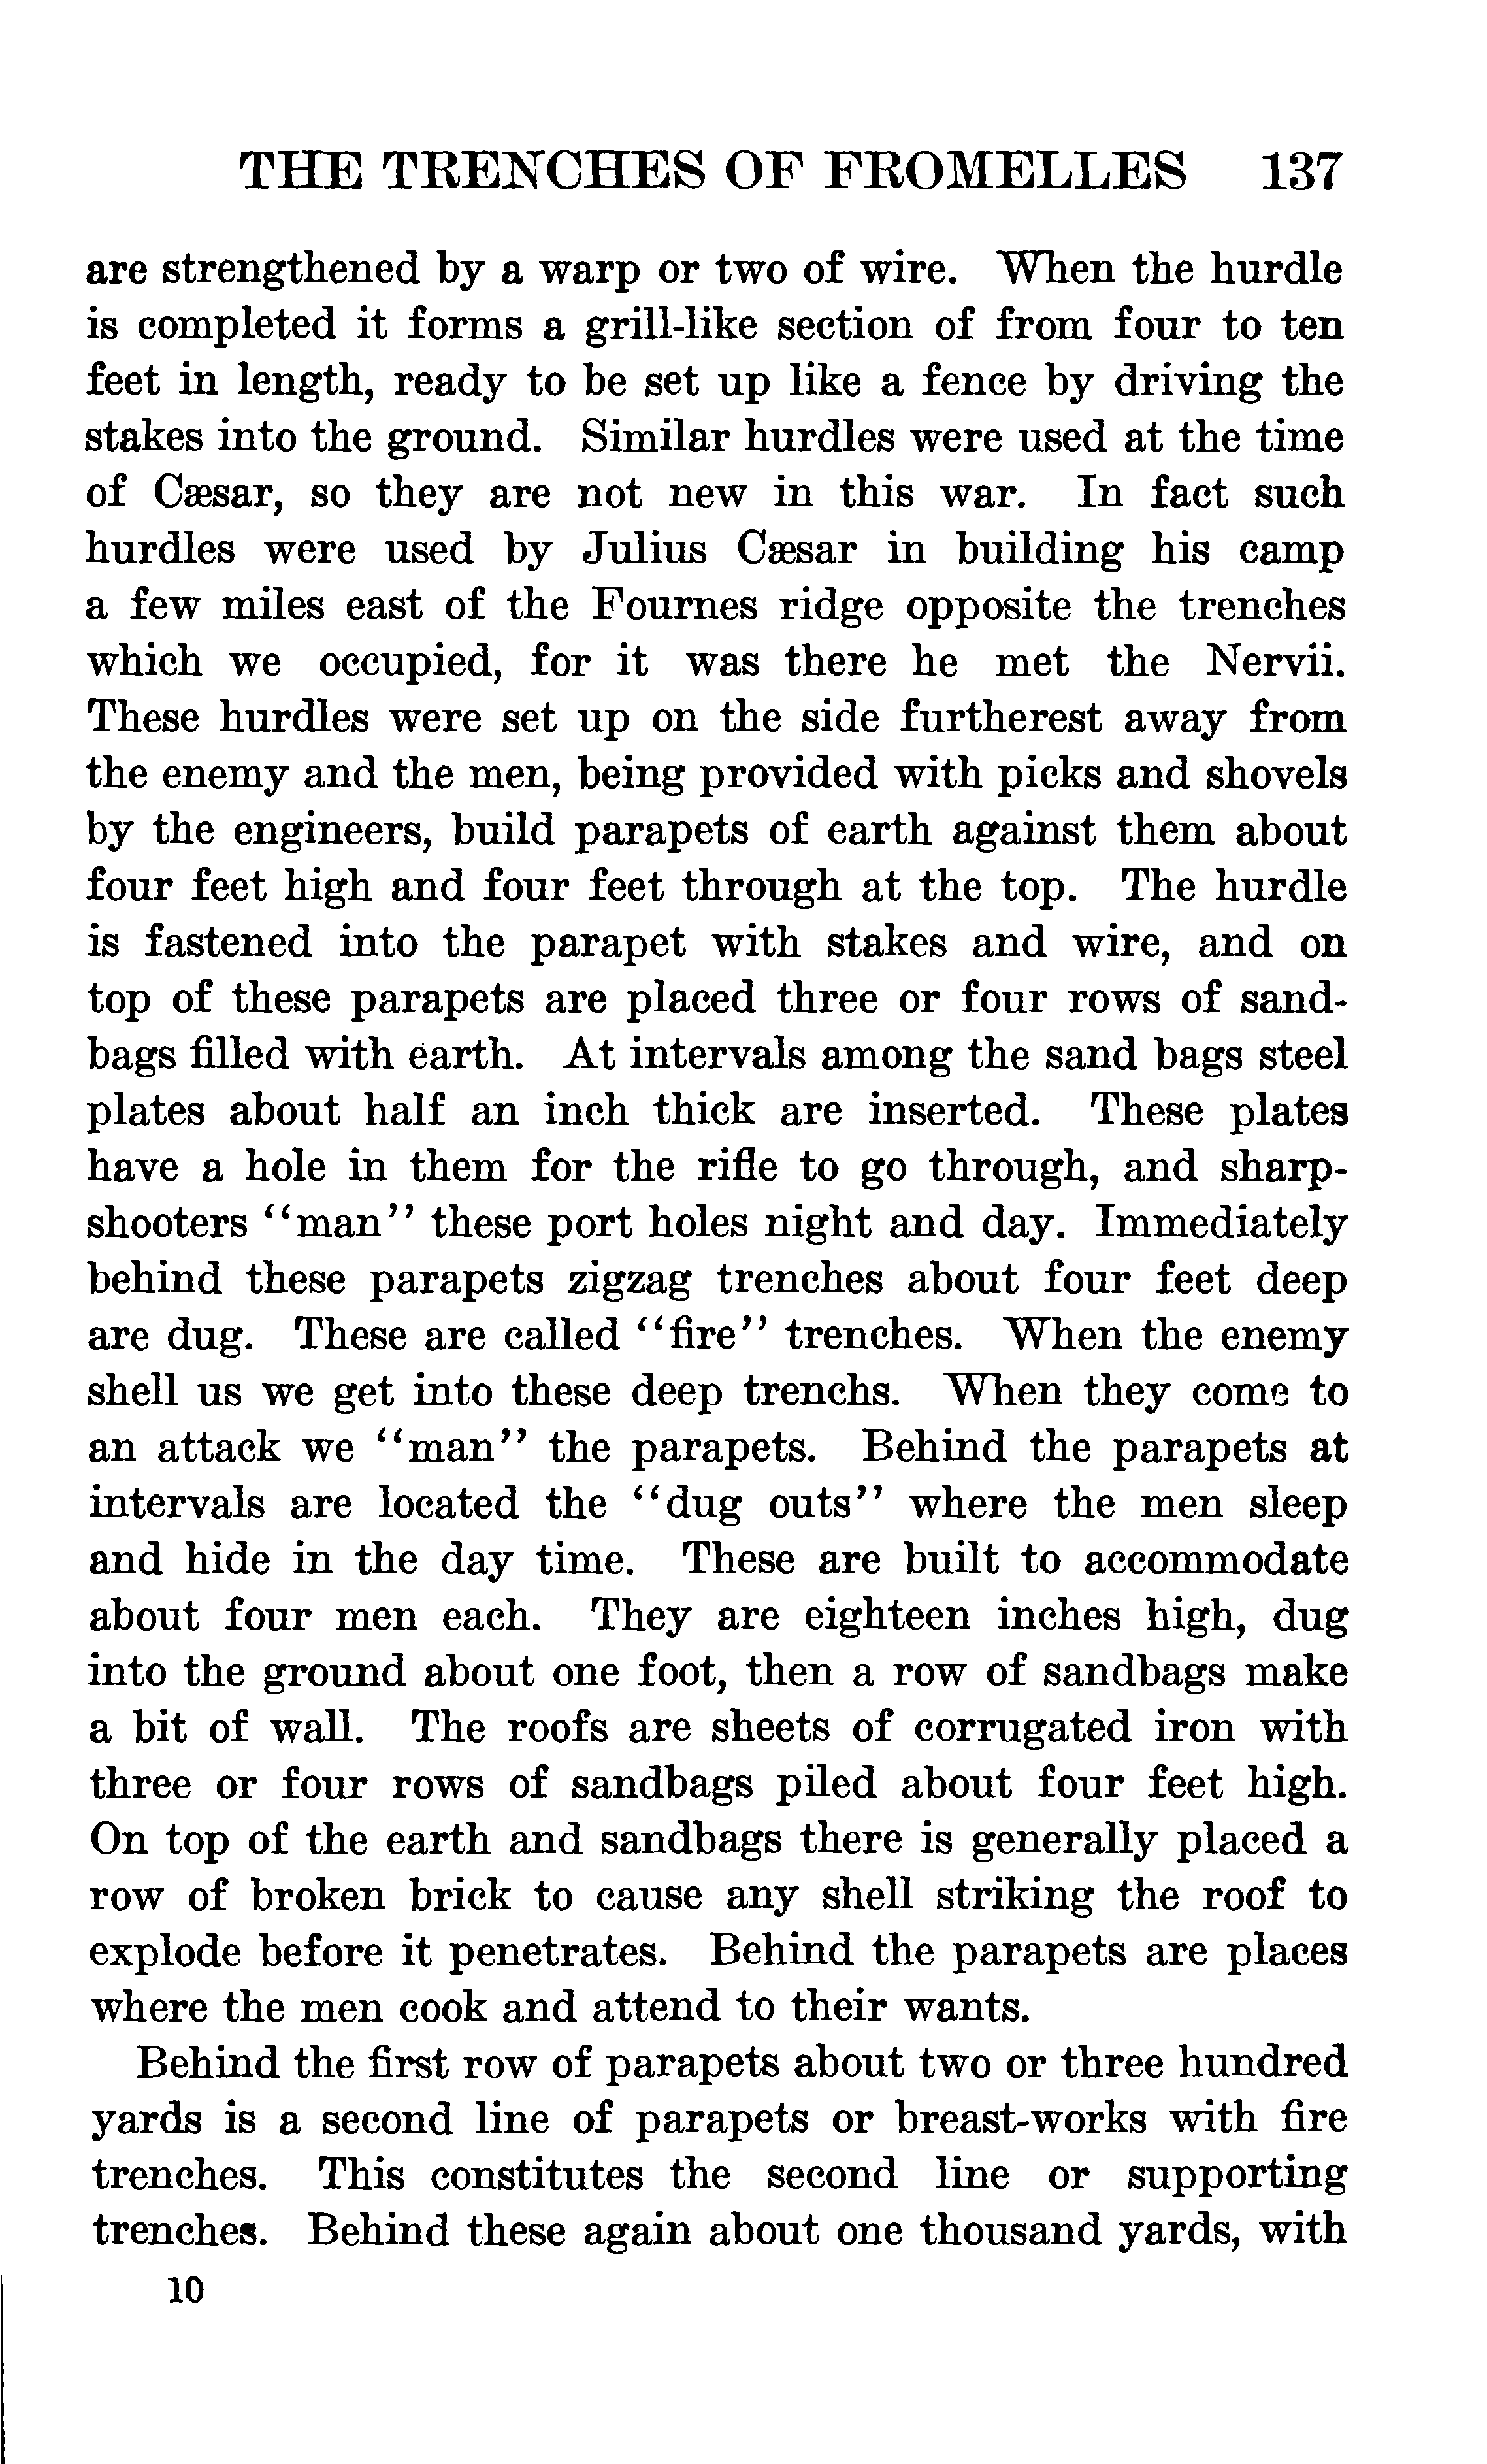 THE TRENCHES OF FROMELLES 137
are strengthened by a warp or two of wire. When the hurdle
is completed it forms a grill-like section of from four to ten
feet in length, ready to be set up like a fence by driving the
stakes into the ground. Similar hurdles were used at the time
of Cæsar, so they are not new in this war. In fact such
hurdles were used by Julius Cæsar in building his camp
a few miles east of the Fournes ridge opposite the trenches
which we occupied, for it was there he met the Nervii.
These hurdles were set up on the side furtherest away from
the enemy and the men, being provided with picks and shovels
by the engineers, build parapets of earth against them about
four feet high and four feet through at the top. The hurdle
is fastened into the parapet with stakes and wire, and on
top of these parapets are placed three or four rows of sand-
bags filled with earth. At intervals among the sand bags steel
plates about half an inch thick are inserted. These plates
have a hole in them for the rifle to go through, and sharp-
shooters "man" these port holes night and day. Immediately
behind these parapets zigzag trenches about four feet deep
are dug. These are called "fire" trenches. When the enemy
shell us we get into these deep trenchs. When they come to
an attack we "man" the parapets. Behind the parapets at
intervals are located the "dug outs" where the men sleep
and hide in the day time. These are built to accommodate
about four men each. They are eighteen inches high, dug
into the ground about one foot, then a row of sandbags make
a bit of wall. The roofs are sheets of corrugated iron with
three or four rows of sandbags piled about four feet high.
On top of the earth and sandbags there is generally placed a
row of broken brick to cause any shell striking the roof to
explode before it penetrates. Behind the parapets are places
where the men cook and attend to their wants.
Behind the first row of parapets about two or three hundred
yards is a second line of parapets or breast-works with fire
trenches. This constitutes the second line or supporting
trenches. Behind these again about one thousand yards, with
10